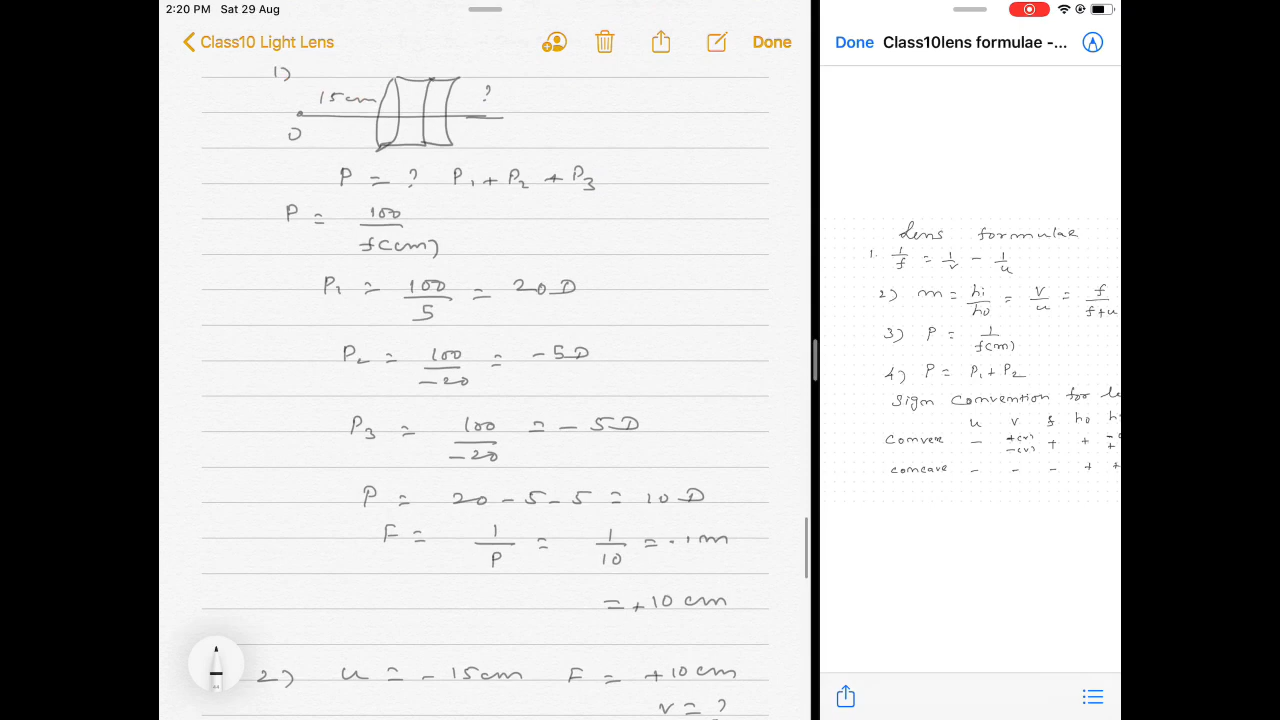 2:20 PM Sat 29 Aug
Class10 Light Lens
Done
1)
15cm
?
O
P = ? P1 + P2 + P3
P = 100 / f(cm)
P1 = 100 / 5 = 20 D
P2 = 100 / -20 = -5D
P3 = 100 / -20 = - 5 D
P = 20 - 5 - 5 = 10 D
F = 1 / P = 1 / 10 = .1m
= +10 cm
2) u = - 15cm F = +10 cm
v = ?
Done Class10lens formulae -...
Lens formulae
1. 1/f = 1/v - 1/u
2) m = hi/ho = v/u = f/f+u
3) P = 1/f(m)
4) P = P1 + P2
Sign convention for le
u v f ho h
Convex - +(r) -(v) + +
concave - - - + +